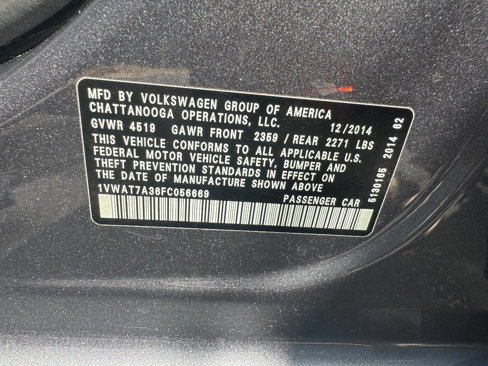 MFD BY VOLKSWAGEN GROUP OF AMERICA
CHATTANOOGA OPERATIONS, LLC. 12/2014
GVWR 4519 GAWR FRONT 2359 / REAR 2271 LBS
THIS VEHICLE CONFORMS TO ALL APPLICABLE U.S.
FEDERAL MOTOR VEHICLE SAFETY, BUMPER AND
THEFT PREVENTION STANDARDS IN EFFECT ON
THE DATE OF MANUFACTURE SHOWN ABOVE
1VWAT7A36FC056669 PASSENGER CAR
5130165 2014 62